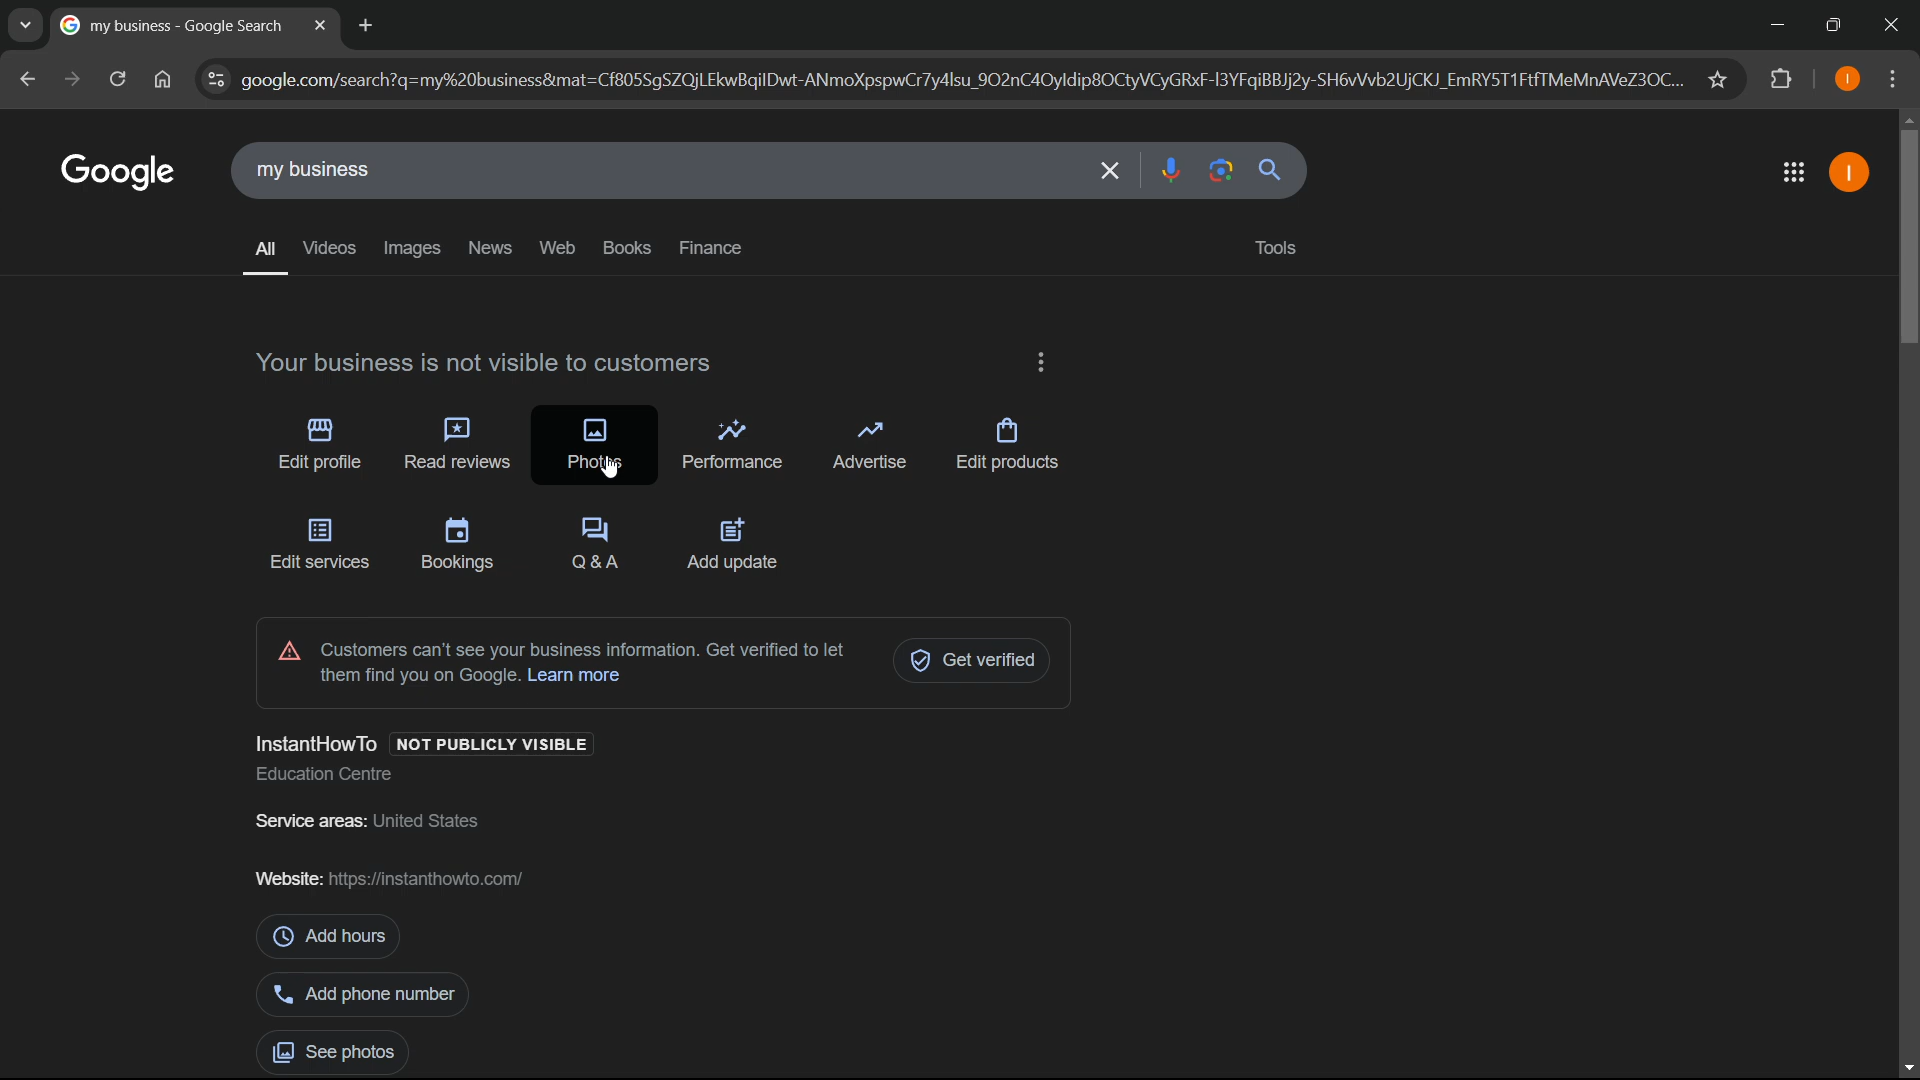 my business - Google Search
google.com/search?q=my%20business&mat=
Google
my business
All Videos Images News Web Books Finance Tools
Your business is not visible to customers
Edit profile Read reviews Photos Performance Advertise Edit products
Edit services Bookings Q & A Add update
Customers can't see your business information. Get verified to let
them find you on Google. Learn more
Get verified
InstantHowTo NOT PUBLICLY VISIBLE
Education Centre
Service areas: United States
Website: https://instanthowto.com/
Add hours
Add phone number
See photos